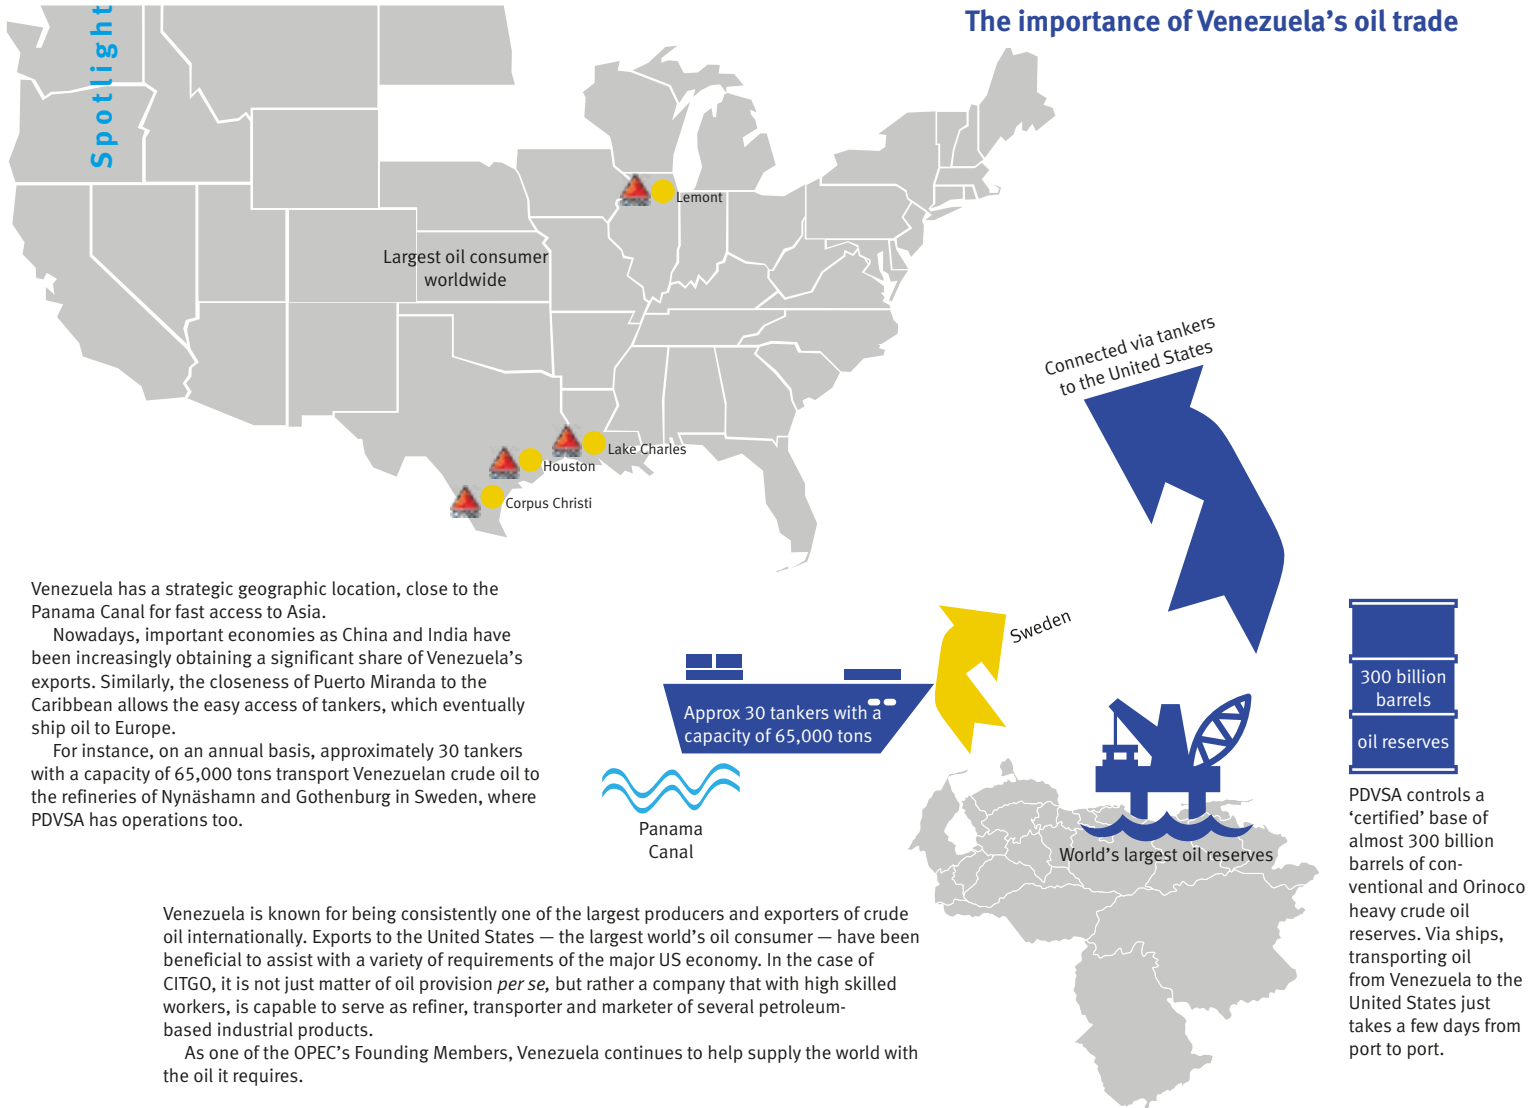 The importance of Venezuela's oil trade
Spotlight
Lemont
Largest oil consumer
worldwide
Connected via tankers
to the United States
Lake Charles
Houston
Corpus Christi
Venezuela has a strategic geographic location, close to the
Panama Canal for fast access to Asia.
Nowadays, important economies as China and India have
been increasingly obtaining a significant share of Venezuela's
exports. Similarly, the closeness of Puerto Miranda to the
Caribbean allows the easy access of tankers, which eventually
ship oil to Europe.
For instance, on an annual basis, approximately 30 tankers
with a capacity of 65,000 tons transport Venezuelan crude oil to
the refineries of Nynäshamn and Gothenburg in Sweden, where
PDVSA has operations too.
Sweden
Approx 30 tankers with a
capacity of 65,000 tons
Panama
Canal
300 billion
barrels
oil reserves
World's largest oil reserves
PDVSA controls a
‘certified’ base of
almost 300 billion
barrels of con-
ventional and Orinoco
heavy crude oil
reserves. Via ships,
transporting oil
from Venezuela to the
United States just
takes a few days from
port to port.
Venezuela is known for being consistently one of the largest producers and exporters of crude
oil internationally. Exports to the United States — the largest world's oil consumer — have been
beneficial to assist with a variety of requirements of the major US economy. In the case of
CITGO, it is not just matter of oil provision per se, but rather a company that with high skilled
workers, is capable to serve as refiner, transporter and marketer of several petroleum-
based industrial products.
As one of the OPEC's Founding Members, Venezuela continues to help supply the world with
the oil it requires.